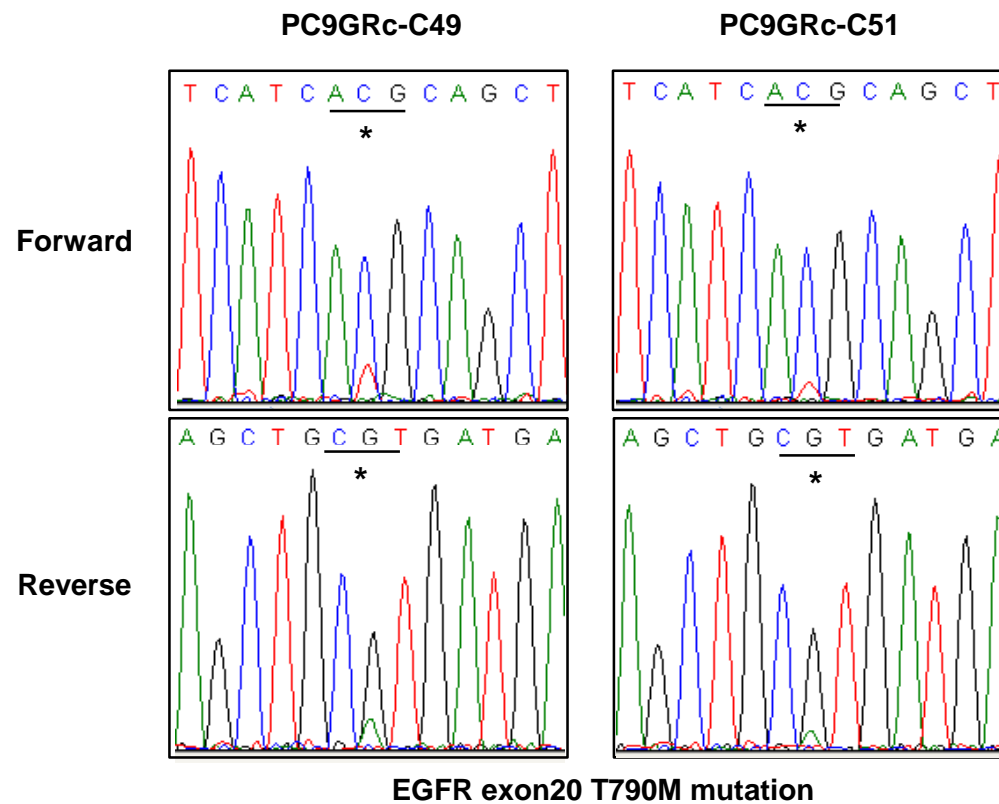 PC9GRc-C49 PC9GRc-C51
T C A T C A C G C A G C T
*
T C A T C A C G C A G C T
*
Forward
A G C T G C G T G A T G A
*
A G C T G C G T G A T G A
*
Reverse
EGFR exon20 T790M mutation